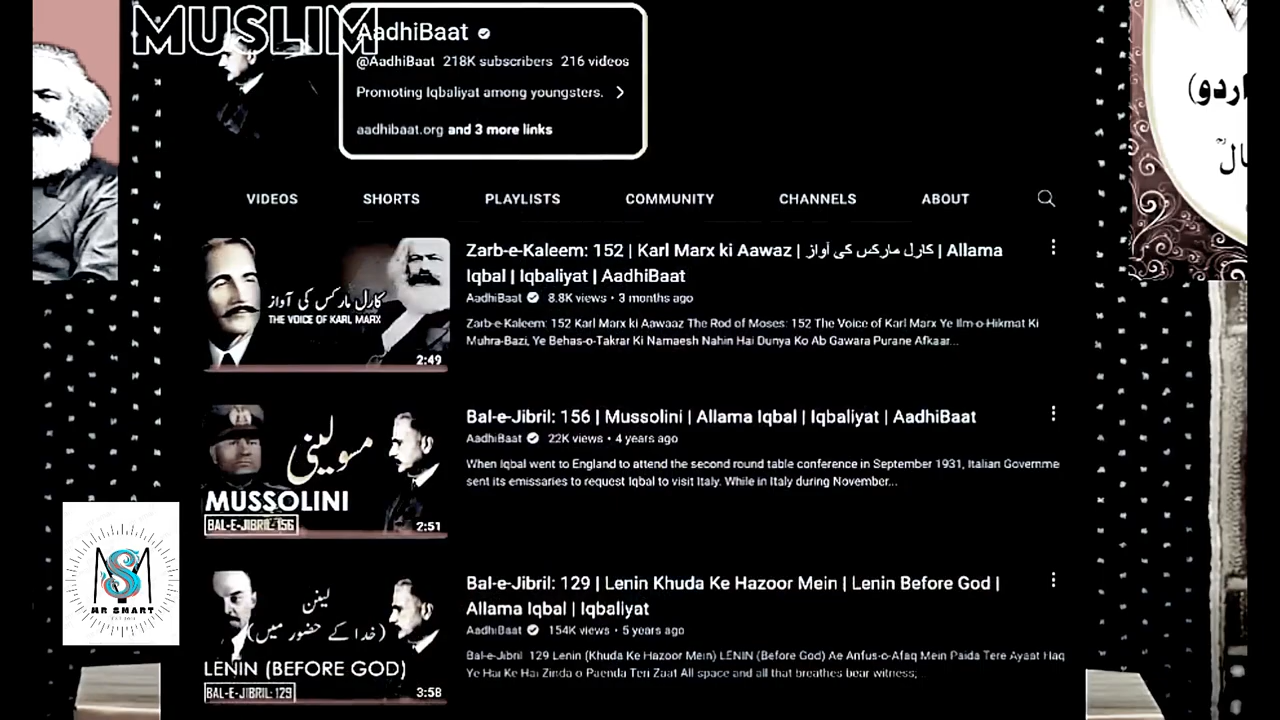 MUSLIM
AadhiBaat
@AadhiBaat 218K subscribers 216 videos
Promoting Iqbaliyat among youngsters.
aadhibaat.org and 3 more links
VIDEOS SHORTS PLAYLISTS COMMUNITY CHANNELS ABOUT
اردو)
کارل مارکس کی آواز
THE VOICE OF KARL MARX
2:49
Zarb-e-Kaleem: 152 | Karl Marx ki Aawaz | کارل مارکس کی آواز | Allama
Iqbal | Iqbaliyat | AadhiBaat
AadhiBaat 8.8K views • 3 months ago
Zarb-e-Kaleem: 152 Karl Marx ki Aawaaz The Rod of Moses: 152 The Voice of Karl Marx Ye Ilm-o-Hikmat Ki
Muhra-Bazi, Ye Behas-o-Takrar Ki Namaesh Nahin Hai Dunya Ko Ab Gawara Purane Afkaar...
مسولینی
MUSSOLINI
BAL-E-JIBRIL: 156
2:51
Bal-e-Jibril: 156 | Mussolini | Allama Iqbal | Iqbaliyat | AadhiBaat
AadhiBaat 22K views • 4 years ago
When Iqbal went to England to attend the second round table conference in September 1931, Italian Governme
sent its emissaries to request Iqbal to visit Italy. While in Italy during November...
لینن
(خدا کے حضور میں)
LENIN (BEFORE GOD)
BAL-E-JIBRIL: 129
3:58
Bal-e-Jibril: 129 | Lenin Khuda Ke Hazoor Mein | Lenin Before God |
Allama Iqbal | Iqbaliyat
AadhiBaat 154K views • 5 years ago
Bal-e-Jibril 129 Lenin (Khuda Ke Hazoor Mein) LENIN (Before God) Ae Anfus-o-Afaq Mein Paida Tere Ayaat Haq
Ye Hai Ke Hai Zinda o Paenda Teri Zaat All space and all that breathes bear witness;...
MR SMART